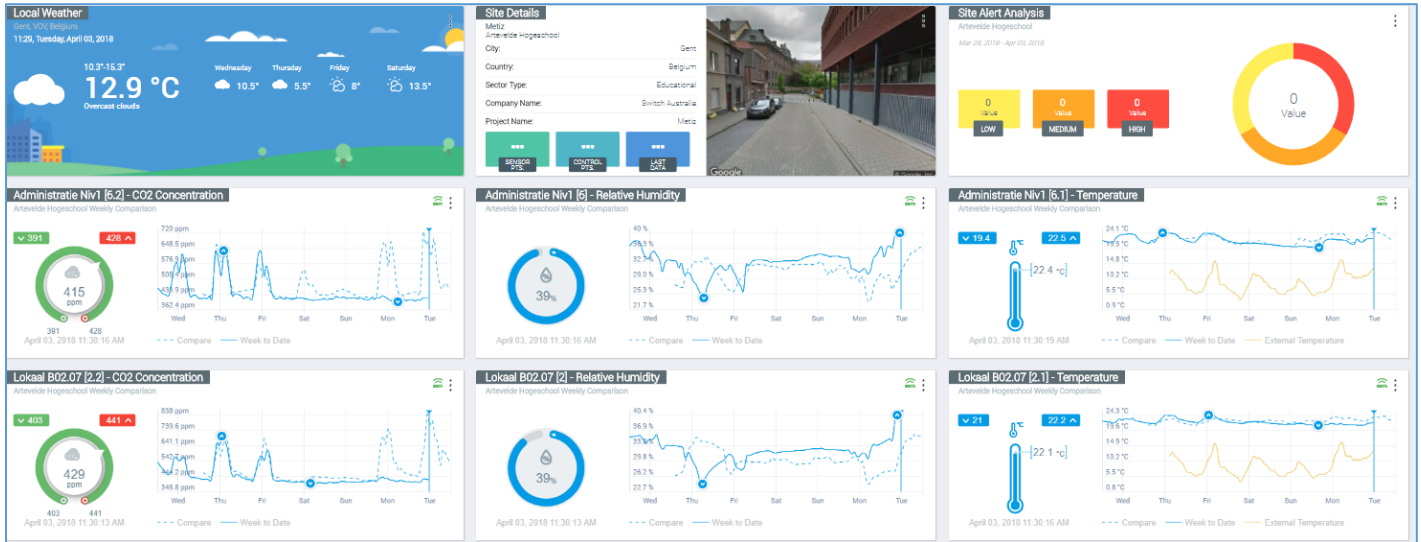 Local Weather
Gent, VOV, Belgium
11:29, Tuesday, April 03, 2018
10.3°-15.3°
12.9 °C
Overcast clouds
Wednesday Thursday Friday Saturday
10.5° 5.5° 8° 13.5°
Site Details
Metiz
Artevelde Hogeschool
City: Gent
Country: Belgium
Sector Type: Educational
Company Name: Switch Australia
Project Name: Metiz
SENSOR PTS.
CONTROL PTS.
LAST DATA
Google
Site Alert Analysis
Artevelde Hogeschool
Mar 28, 2018 - Apr 03, 2018
0 Value LOW
0 Value MEDIUM
0 Value HIGH
0
Value
Administratie Niv1 [6.2] - CO2 Concentration
Artevelde Hogeschool Weekly Comparison
391 428
415
ppm
391 428
720 ppm
648.5 ppm
362.4 ppm
Wed Thu Fri Sat Sun Mon Tue
April 03, 2018 11:30:16 AM
Compare Week to Date
Administratie Niv1 [6] - Relative Humidity
Artevelde Hogeschool Weekly Comparison
39%
40 %
36.3 %
29.0 %
25.3 %
21.7 %
Wed Thu Fri Sat Sun Mon Tue
April 03, 2018 11:30:16 AM
Compare Week to Date
Administratie Niv1 [6.1] - Temperature
Artevelde Hogeschool Weekly Comparison
19.4 22.5
°C
[22.4 °C]
24.1 °C
19.5 °C
14.8 °C
10.2 °C
5.5 °C
0.9 °C
Wed Thu Fri Sat Sun Mon Tue
April 03, 2018 11:30:19 AM
Compare Week to Date External Temperature
Lokaal B02.07 [2.2] - CO2 Concentration
Artevelde Hogeschool Weekly Comparison
403 441
429
ppm
403 441
838 ppm
739.6 ppm
641.1 ppm
345.8 ppm
Wed Thu Fri Sat Sun Mon Tue
April 03, 2018 11:30:13 AM
Compare Week to Date
Lokaal B02.07 [2] - Relative Humidity
Artevelde Hogeschool Weekly Comparison
39%
40.4 %
36.9 %
29.8 %
26.2 %
22.7 %
Wed Thu Fri Sat Sun Mon Tue
April 03, 2018 11:30:13 AM
Compare Week to Date
Lokaal B02.07 [2.1] - Temperature
Artevelde Hogeschool Weekly Comparison
21 22.2
°C
[22.1 °C]
24.3 °C
19.6 °C
14.9 °C
10.2 °C
5.5 °C
0.8 °C
Wed Thu Fri Sat Sun Mon Tue
April 03, 2018 11:30:16 AM
Compare Week to Date External Temperature